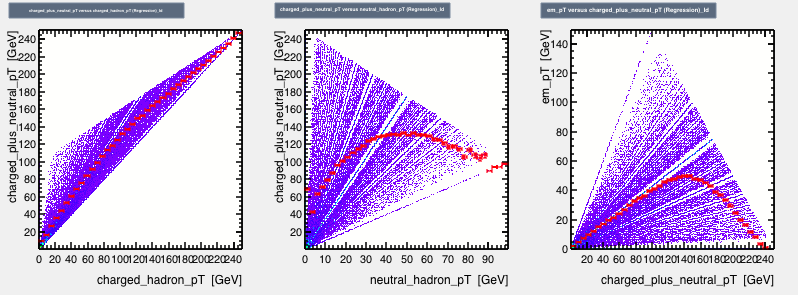 charged_plus_neutral_pT versus charged_hadron_pT (Regression)_Id
charged_plus_neutral_pT versus neutral_hadron_pT (Regression)_Id
em_pT versus charged_plus_neutral_pT (Regression)_Id
charged_plus_neutral_pT [GeV]
240
220
200
180
160
140
120
100
80
60
40
20
0 20 40 60 80 100 120 140 160 180 200 220 240
charged_hadron_pT [GeV]
charged_plus_neutral_pT [GeV]
240
220
200
180
160
140
120
100
80
60
40
20
0 10 20 30 40 50 60 70 80 90
neutral_hadron_pT [GeV]
em_pT [GeV]
140
120
100
80
60
40
20
0
20 40 60 80 100 120 140 160 180 200 220 240
charged_plus_neutral_pT [GeV]